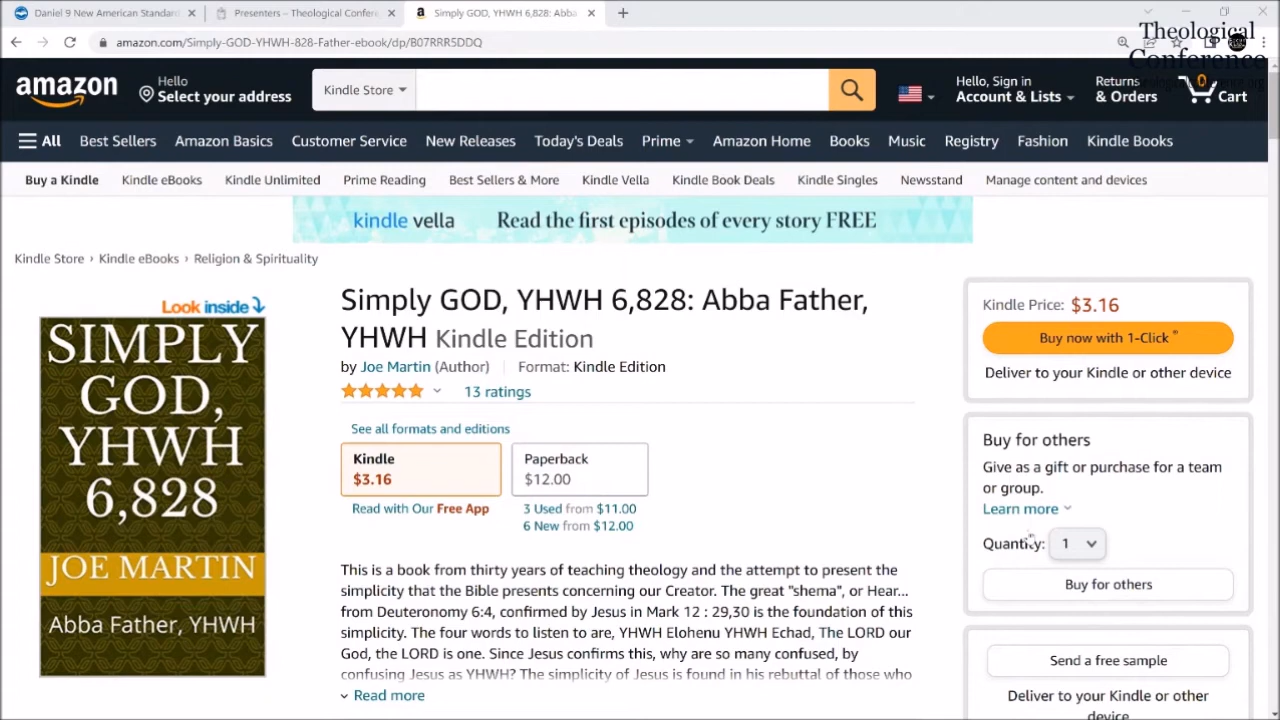 Daniel 9 New American Standard
Presenters – Theological Confere
Simply GOD, YHWH 6,828: Abba
amazon.com/Simply-GOD-YHWH-828-Father-ebook/dp/B07RRR5DDQ
Theological
Conference
amazon
Hello
Select your address
Kindle Store
Hello, Sign in
Account & Lists
Returns
& Orders
0
Cart
All
Best Sellers
Amazon Basics
Customer Service
New Releases
Today's Deals
Prime
Amazon Home
Books
Music
Registry
Fashion
Kindle Books
Buy a Kindle
Kindle eBooks
Kindle Unlimited
Prime Reading
Best Sellers & More
Kindle Vella
Kindle Book Deals
Kindle Singles
Newsstand
Manage content and devices
kindle vella Read the first episodes of every story FREE
Kindle Store › Kindle eBooks › Religion & Spirituality
Look inside
SIMPLY
GOD,
YHWH
6,828
JOE MARTIN
Abba Father, YHWH
Simply GOD, YHWH 6,828: Abba Father,
YHWH Kindle Edition
by Joe Martin (Author) Format: Kindle Edition
13 ratings
See all formats and editions
Kindle
$3.16
Read with Our Free App
Paperback
$12.00
3 Used from $11.00
6 New from $12.00
This is a book from thirty years of teaching theology and the attempt to present the
simplicity that the Bible presents concerning our Creator. The great "shema", or Hear...
from Deuteronomy 6:4, confirmed by Jesus in Mark 12 : 29,30 is the foundation of this
simplicity. The four words to listen to are, YHWH Elohenu YHWH Echad, The LORD our
God, the LORD is one. Since Jesus confirms this, why are so many confused, by
confusing Jesus as YHWH? The simplicity of Jesus is found in his rebuttal of those who
Read more
Kindle Price: $3.16
Buy now with 1-Click ®
Deliver to your Kindle or other device
Buy for others
Give as a gift or purchase for a team
or group.
Learn more
Quantity: 1
Buy for others
Send a free sample
Deliver to your Kindle or other
device